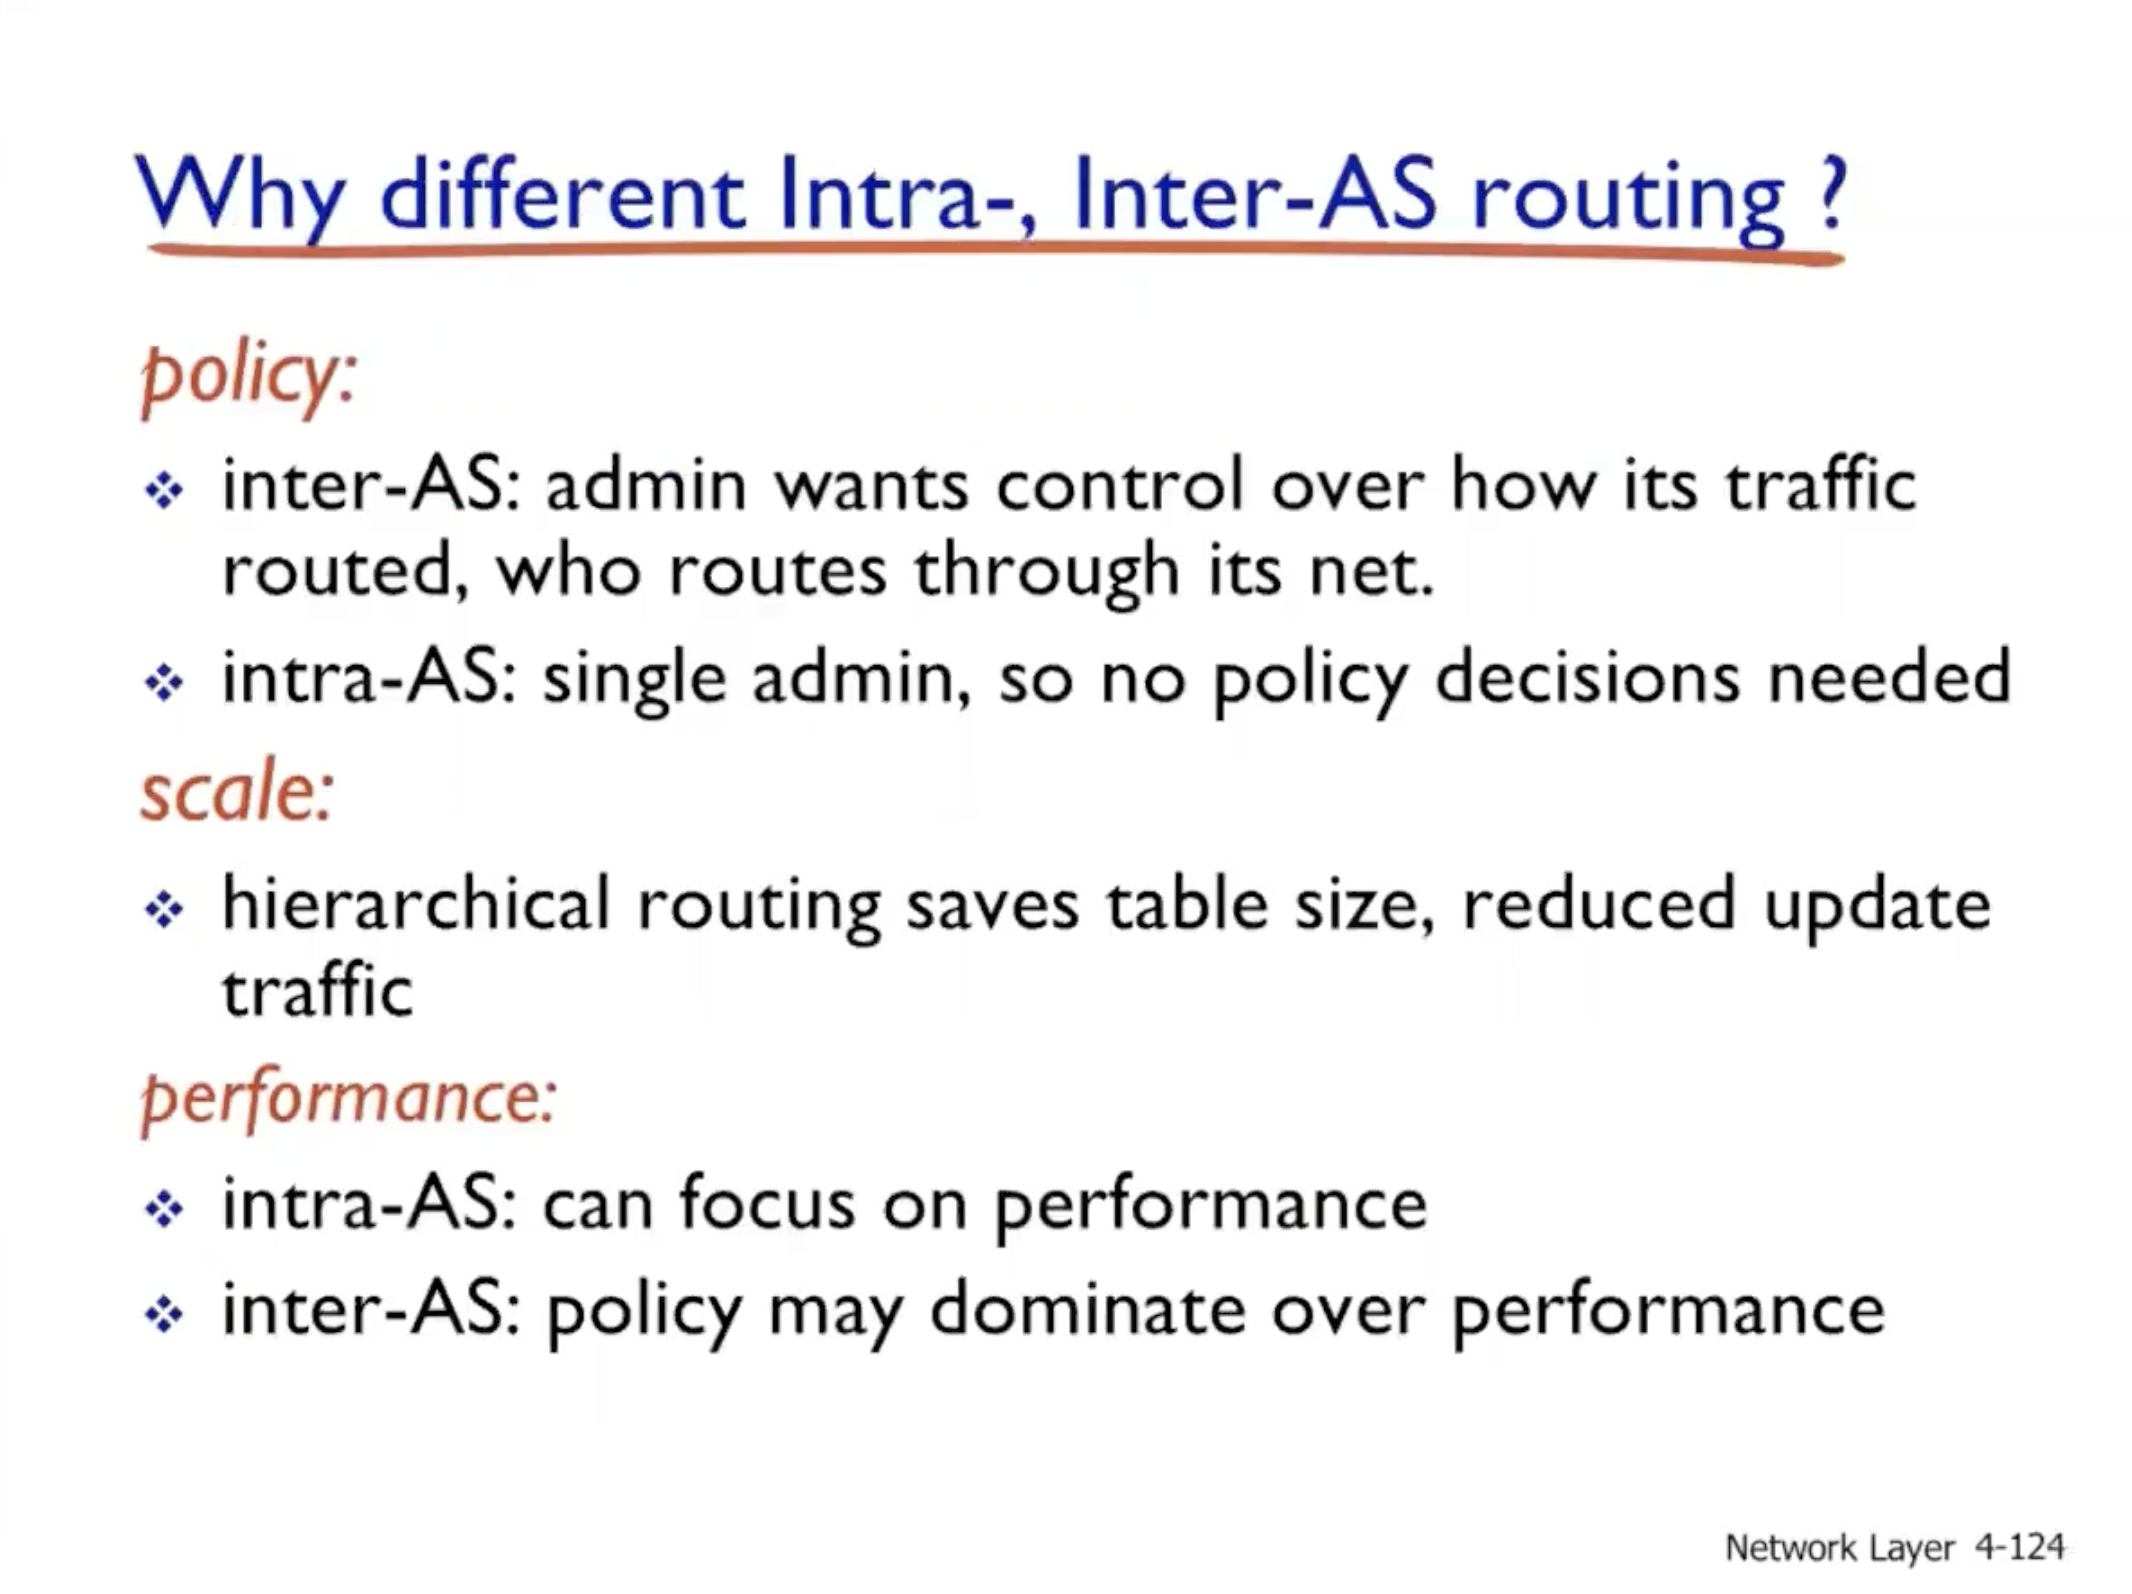 Why different Intra-, Inter-AS routing ?
policy:
❖ inter-AS: admin wants control over how its traffic
routed, who routes through its net.
❖ intra-AS: single admin, so no policy decisions needed
scale:
❖ hierarchical routing saves table size, reduced update
traffic
performance:
❖ intra-AS: can focus on performance
❖ inter-AS: policy may dominate over performance
Network Layer 4-124